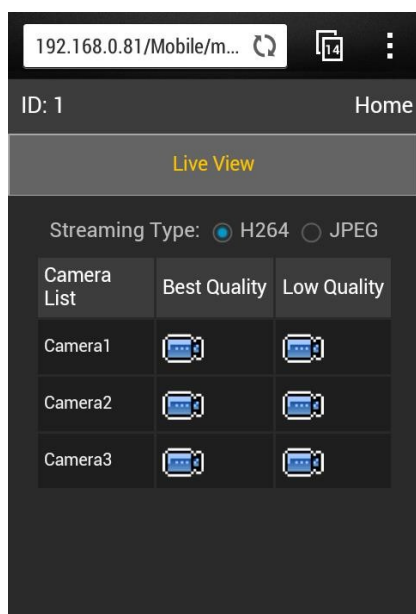 192.168.0.81/Mobile/m... 14
ID: 1 Home
Live View
Streaming Type: H264 JPEG
Camera List Best Quality Low Quality
Camera1
Camera2
Camera3